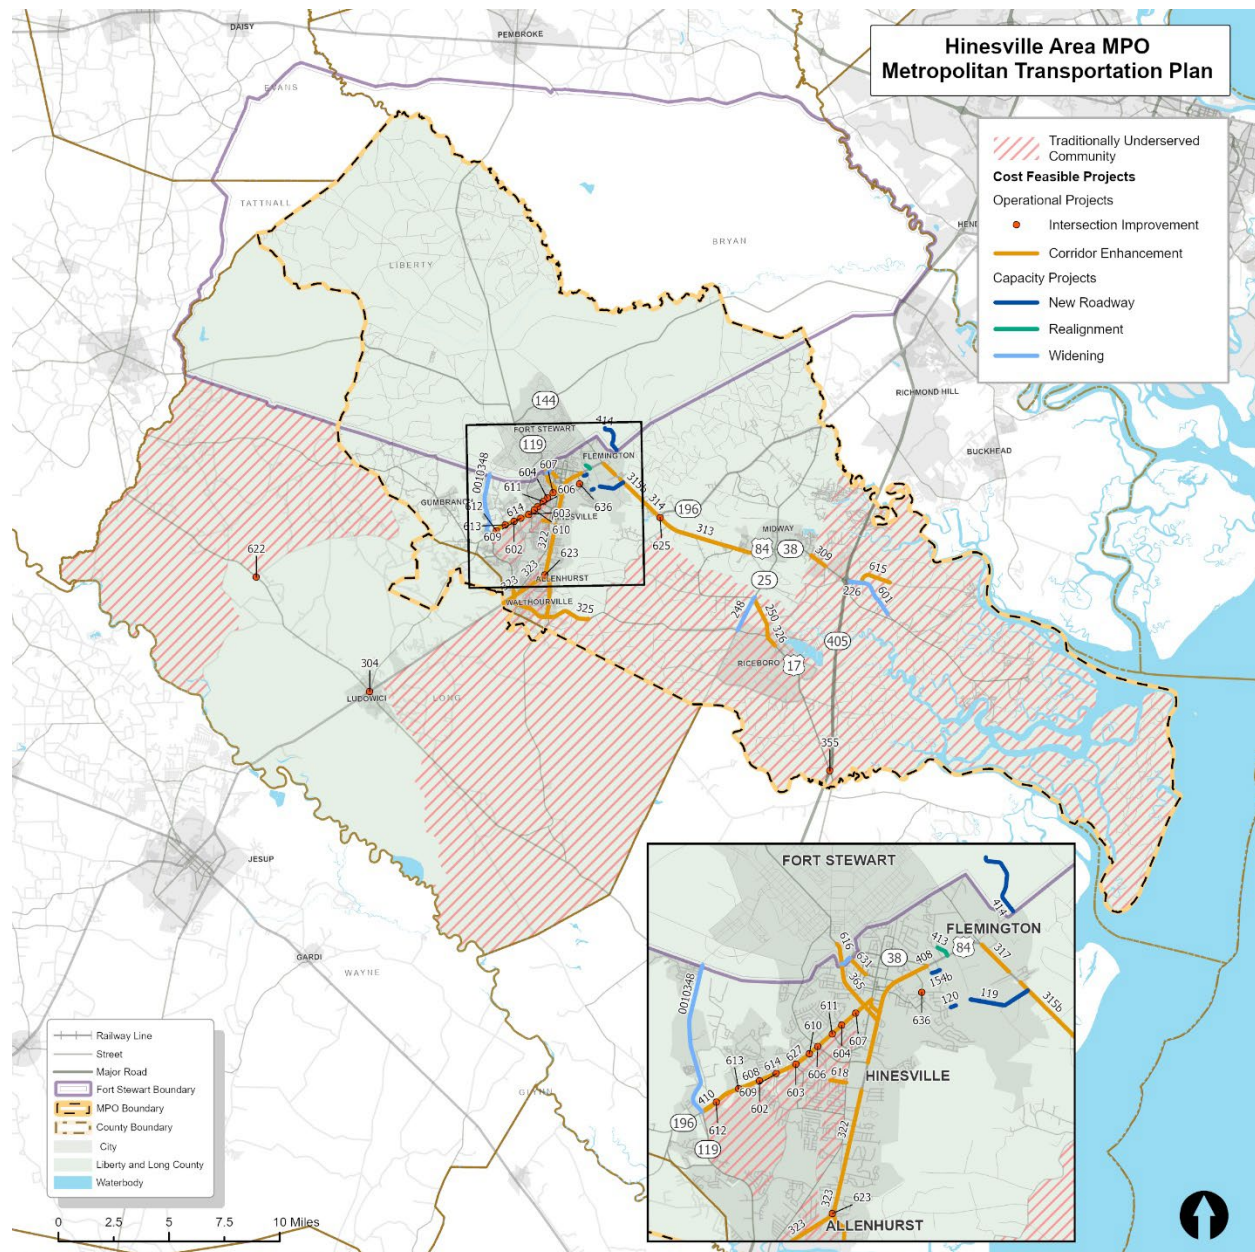 Hinesville Area MPO
Metropolitan Transportation Plan
Traditionally Underserved
Community
Cost Feasible Projects
Operational Projects
Intersection Improvement
Corridor Enhancement
Capacity Projects
New Roadway
Realignment
Widening
DAISY
PEMBROKE
EVANS
TATTNALL
LIBERTY
BRYAN
HEN
RICHMOND HILL
BUCKHEAD
144
FORT STEWART
414
119
FLEMINGTON
0010348
604
607
315b
611
606
636
314
196
GUMBRANCH
612
614
603
HINESVILLE
313
MIDWAY
613
609
602
610
322
625
84
38
309
622
623
323
323
ALLENHURST
25
615
226
601
WALTHOURVILLE
325
248
250
326
405
RICEBORO
17
304
LUDOWICI
LONG
355
JESUP
GARDI
WAYNE
GLYNN
FORT STEWART
414
FLEMINGTON
616
631
38
408
413
84
317
0010348
365
154b
120
119
315b
611
636
610
607
613
608
614
627
604
606
618
HINESVILLE
410
609
602
603
612
196
119
322
323
623
323
ALLENHURST
Railway Line
Street
Major Road
Fort Stewart Boundary
MPO Boundary
County Boundary
City
Liberty and Long County
Waterbody
0 2.5 5 7.5 10 Miles